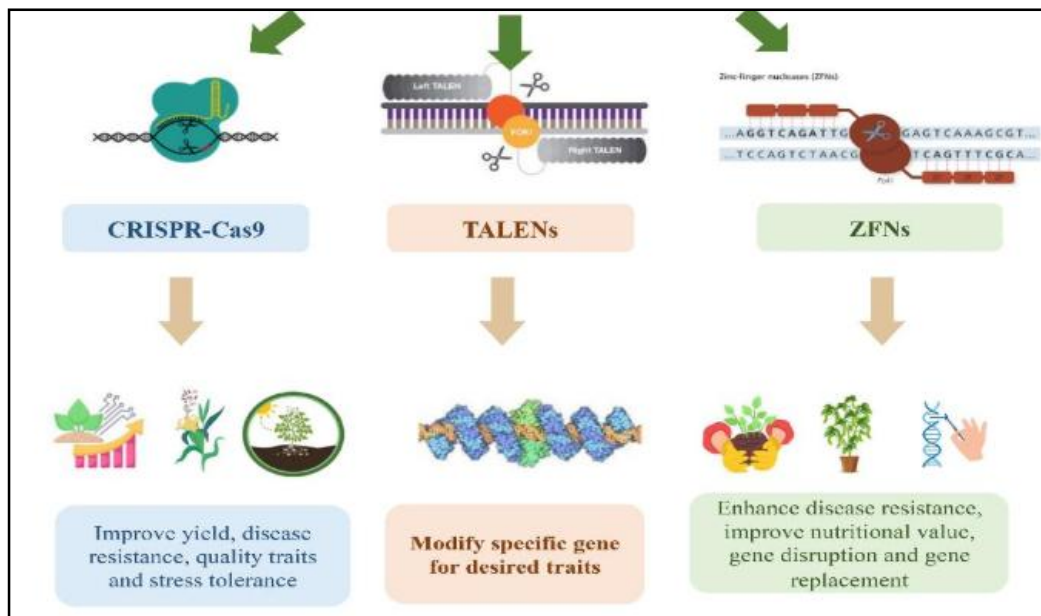 Zinc-finger nucleases (ZFNs)
Left TALEN
FOKI
Right TALEN
...AGGTCAGATTG GAGTCAAAGCGT...
...TCCAGTCTAACG TCAGTTTCGCA...
FokI
CRISPR-Cas9
TALENs
ZFNs
Improve yield, disease
resistance, quality traits
and stress tolerance
Modify specific gene
for desired traits
Enhance disease resistance,
improve nutritional value,
gene disruption and gene
replacement